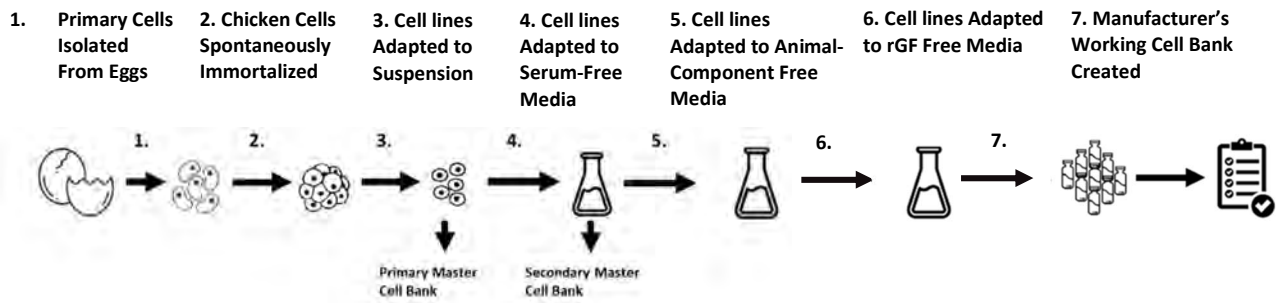 1. Primary Cells
Isolated
From Eggs
2. Chicken Cells
Spontaneously
Immortalized
3. Cell lines
Adapted to
Suspension
4. Cell lines
Adapted to
Serum-Free
Media
5. Cell lines
Adapted to Animal-
Component Free
Media
6. Cell lines Adapted
to rGF Free Media
7. Manufacturer’s
Working Cell Bank
Created
1.
2.
3.
4.
5.
6.
7.
Primary Master
Cell Bank
Secondary Master
Cell Bank